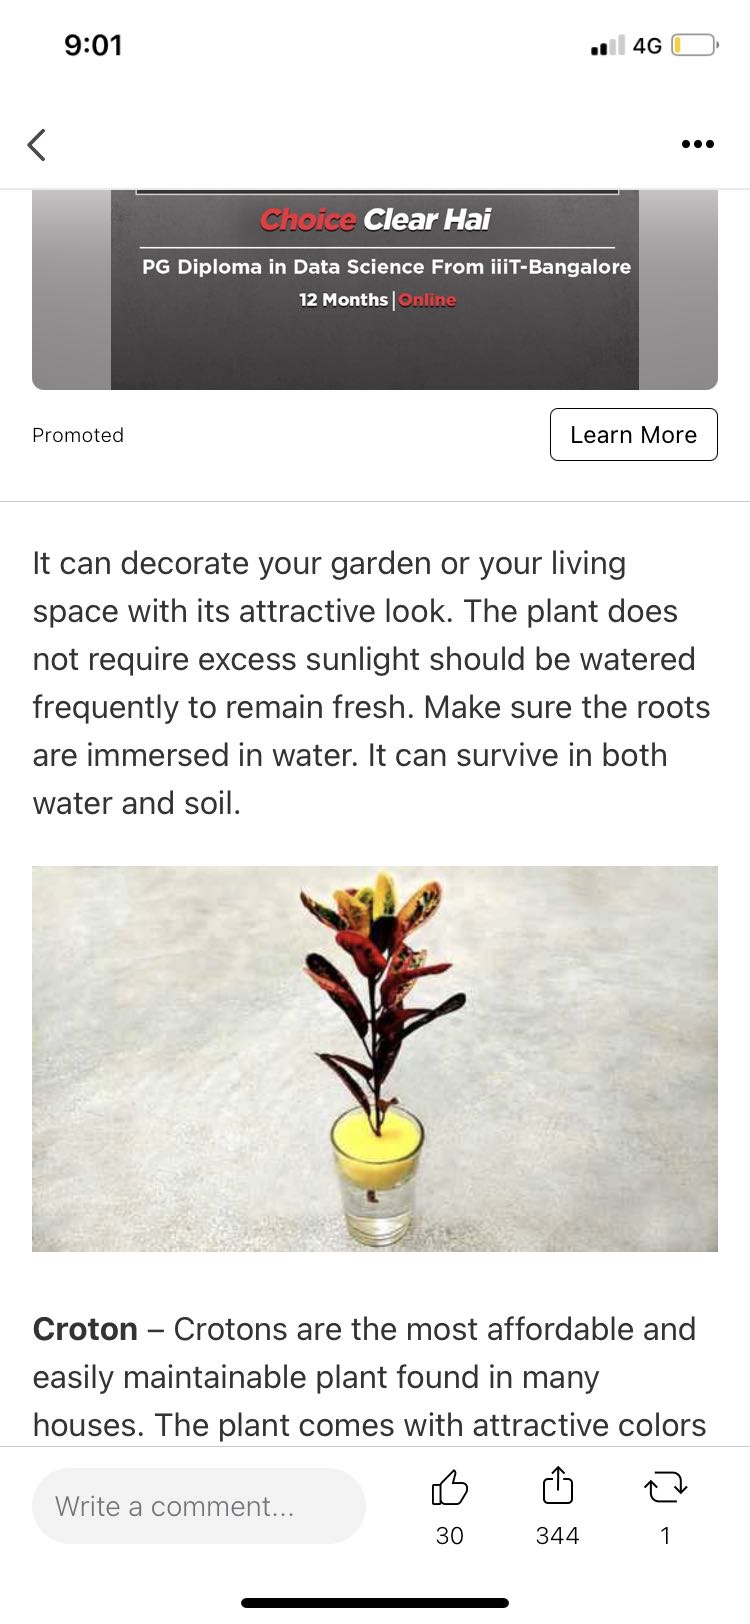 9:01
4G
Choice Clear Hai
PG Diploma in Data Science From iiiT-Bangalore
12 Months | Online
Promoted
Learn More
It can decorate your garden or your living
space with its attractive look. The plant does
not require excess sunlight should be watered
frequently to remain fresh. Make sure the roots
are immersed in water. It can survive in both
water and soil.
Croton – Crotons are the most affordable and
easily maintainable plant found in many
houses. The plant comes with attractive colors
Write a comment...
30
344
1